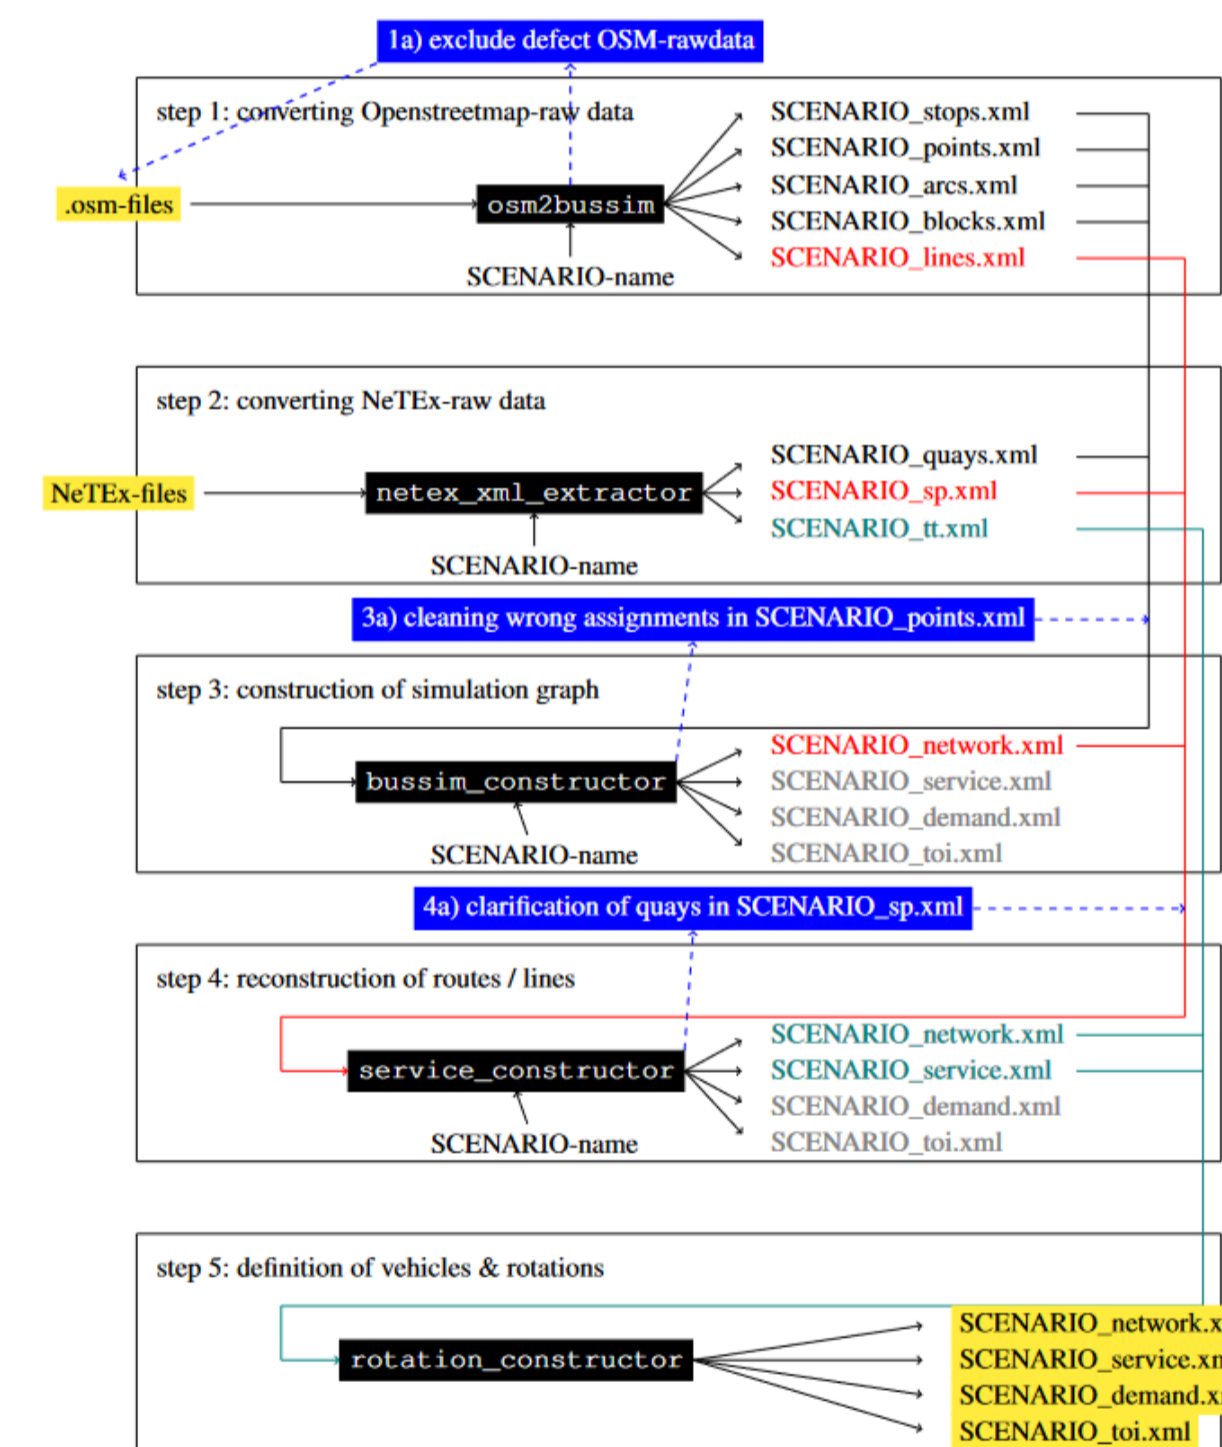 1a) exclude defect OSM-rawdata
step 1: converting Openstreetmap-raw data
SCENARIO_stops.xml
SCENARIO_points.xml
SCENARIO_arcs.xml
.osm-files
osm2bussim
SCENARIO_blocks.xml
SCENARIO_lines.xml
SCENARIO-name
step 2: converting NeTEx-raw data
SCENARIO_quays.xml
NeTEx-files
netex_xml_extractor
SCENARIO_sp.xml
SCENARIO_tt.xml
SCENARIO-name
3a) cleaning wrong assignments in SCENARIO_points.xml
step 3: construction of simulation graph
SCENARIO_network.xml
bussim_constructor
SCENARIO_service.xml
SCENARIO_demand.xml
SCENARIO-name
SCENARIO_toi.xml
4a) clarification of quays in SCENARIO_sp.xml
step 4: reconstruction of routes / lines
SCENARIO_network.xml
service_constructor
SCENARIO_service.xml
SCENARIO_demand.xml
SCENARIO-name
SCENARIO_toi.xml
step 5: definition of vehicles & rotations
SCENARIO_network.x
rotation_constructor
SCENARIO_service.xn
SCENARIO_demand.x
SCENARIO_toi.xml